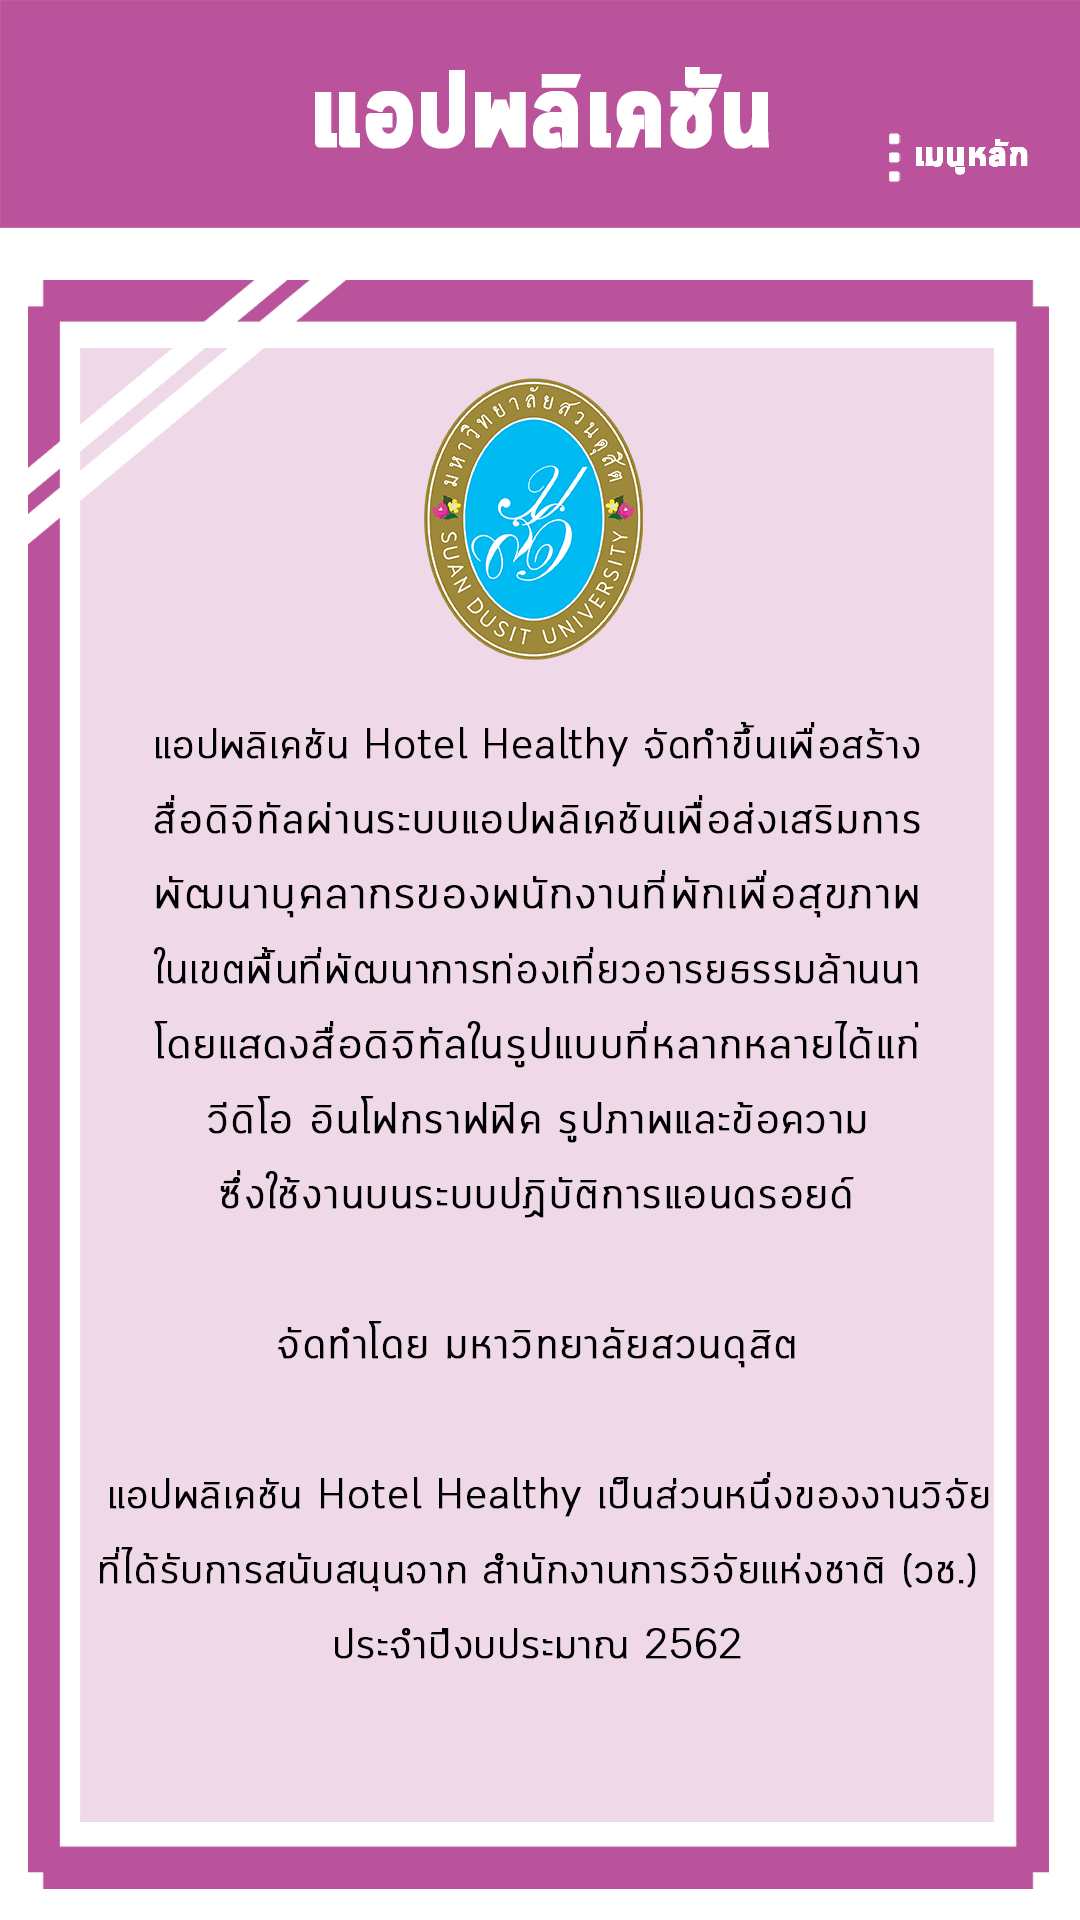 แอปพลิเคชัน
เมนูหลัก
มหาวิทยาลัยสวนดุสิต
SUAN DUSIT UNIVERSITY
แอปพลิเคชัน Hotel Healthy จัดทำขึ้นเพื่อสร้าง
สื่อดิจิทัลผ่านระบบแอปพลิเคชันเพื่อส่งเสริมการ
พัฒนาบุคลากรของพนักงานที่พักเพื่อสุขภาพ
ในเขตพื้นที่พัฒนาการท่องเที่ยวอารยธรรมล้านนา
โดยแสดงสื่อดิจิทัลในรูปแบบที่หลากหลายได้แก่
วีดิโอ อินโฟกราฟฟิค รูปภาพและข้อความ
ซึ่งใช้งานบนระบบปฏิบัติการแอนดรอยด์
จัดทำโดย มหาวิทยาลัยสวนดุสิต
แอปพลิเคชัน Hotel Healthy เป็นส่วนหนึ่งของงานวิจัย
ที่ได้รับการสนับสนุนจาก สำนักงานการวิจัยแห่งชาติ (วช.)
ประจำปีงบประมาณ 2562